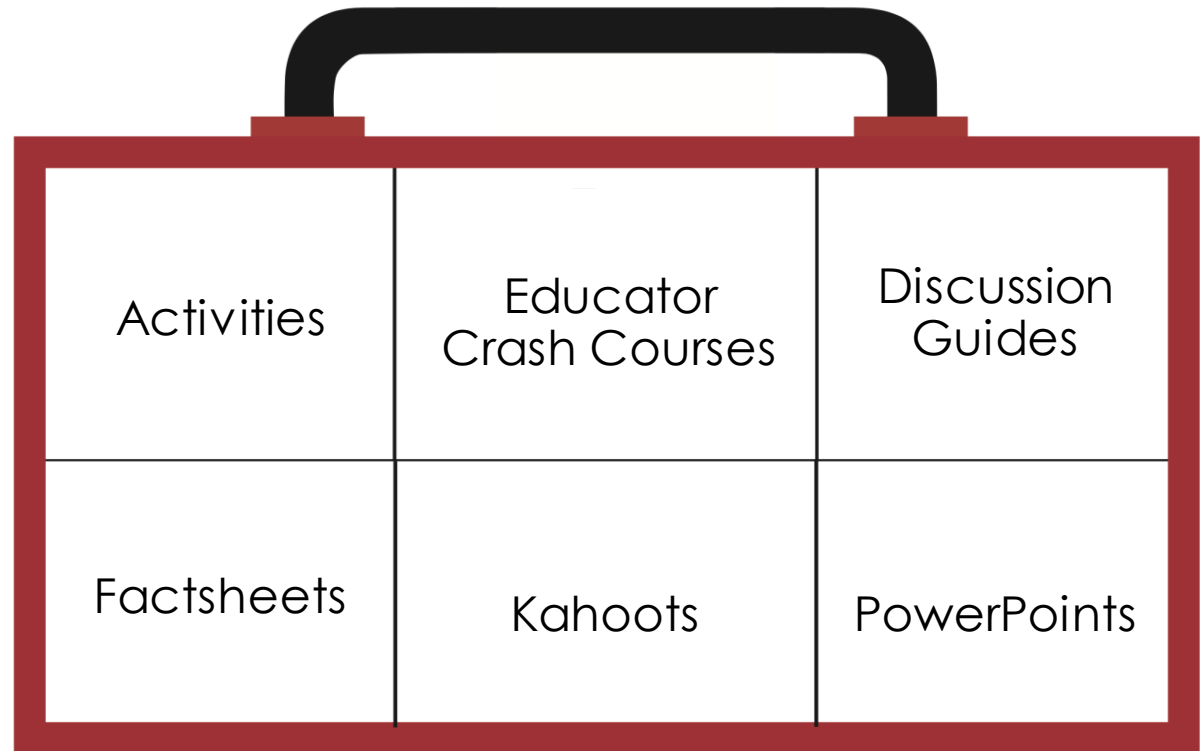 Activities
Educator
Crash Courses
Discussion
Guides
Factsheets
Kahoots
PowerPoints